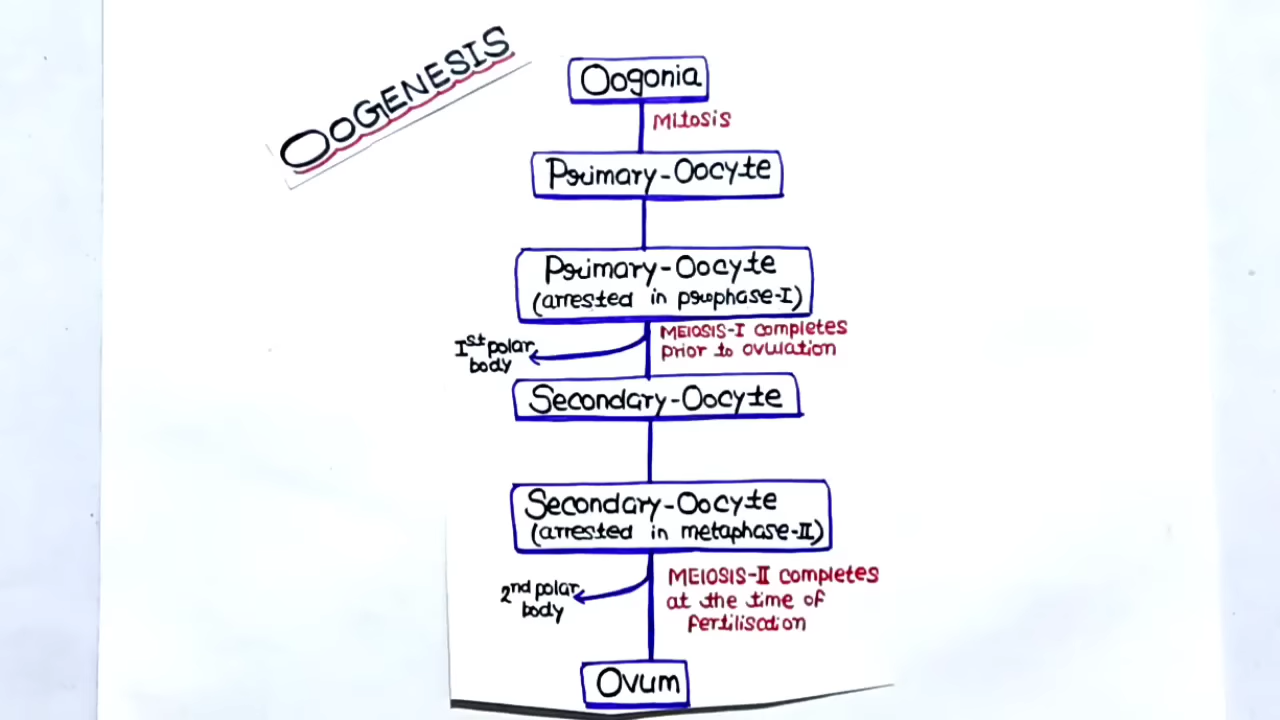 OOGENESIS
Oogonia
Mitosis
Primary-Oocyte
Primary-Oocyte
(arrested in prophase-I)
MEIOSIS-I completes
prior to ovulation
Ist polar
body
Secondary-Oocyte
Secondary-Oocyte
(arrested in metaphase-II)
MEIOSIS-II completes
at the time of
fertilisation
2nd polar
body
Ovum